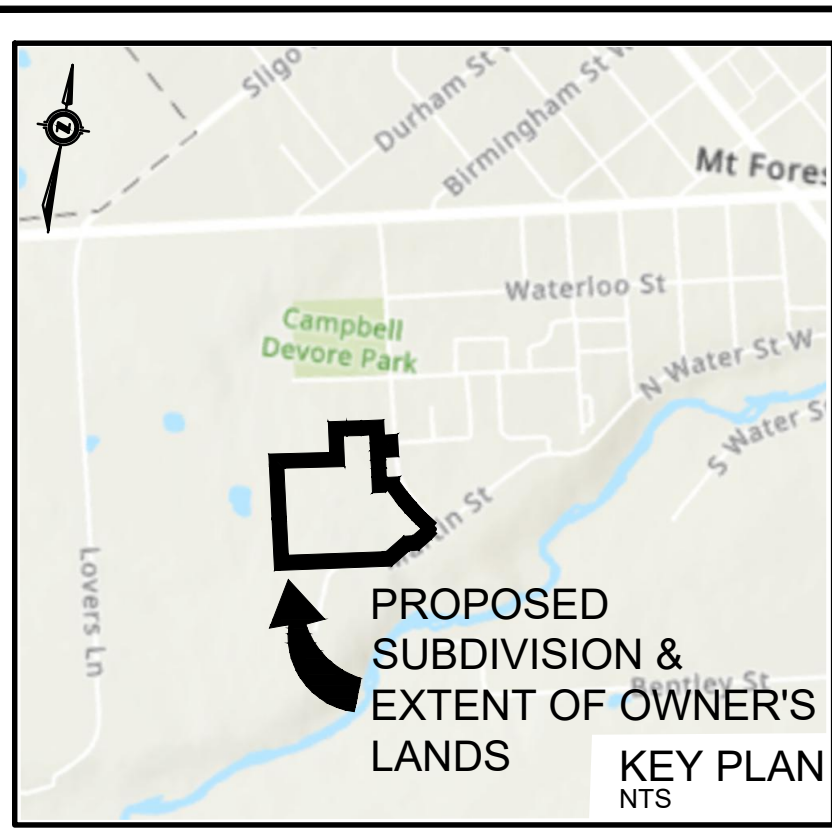 Sligo
Durham St W
Birmingham St W
Mt Fores
Waterloo St
Campbell
Devore Park
N Water St W
S Water S
Martin St
Lovers Ln
PROPOSED
SUBDIVISION &
EXTENT OF OWNER'S
LANDS
Bentley St
KEY PLAN
NTS
N